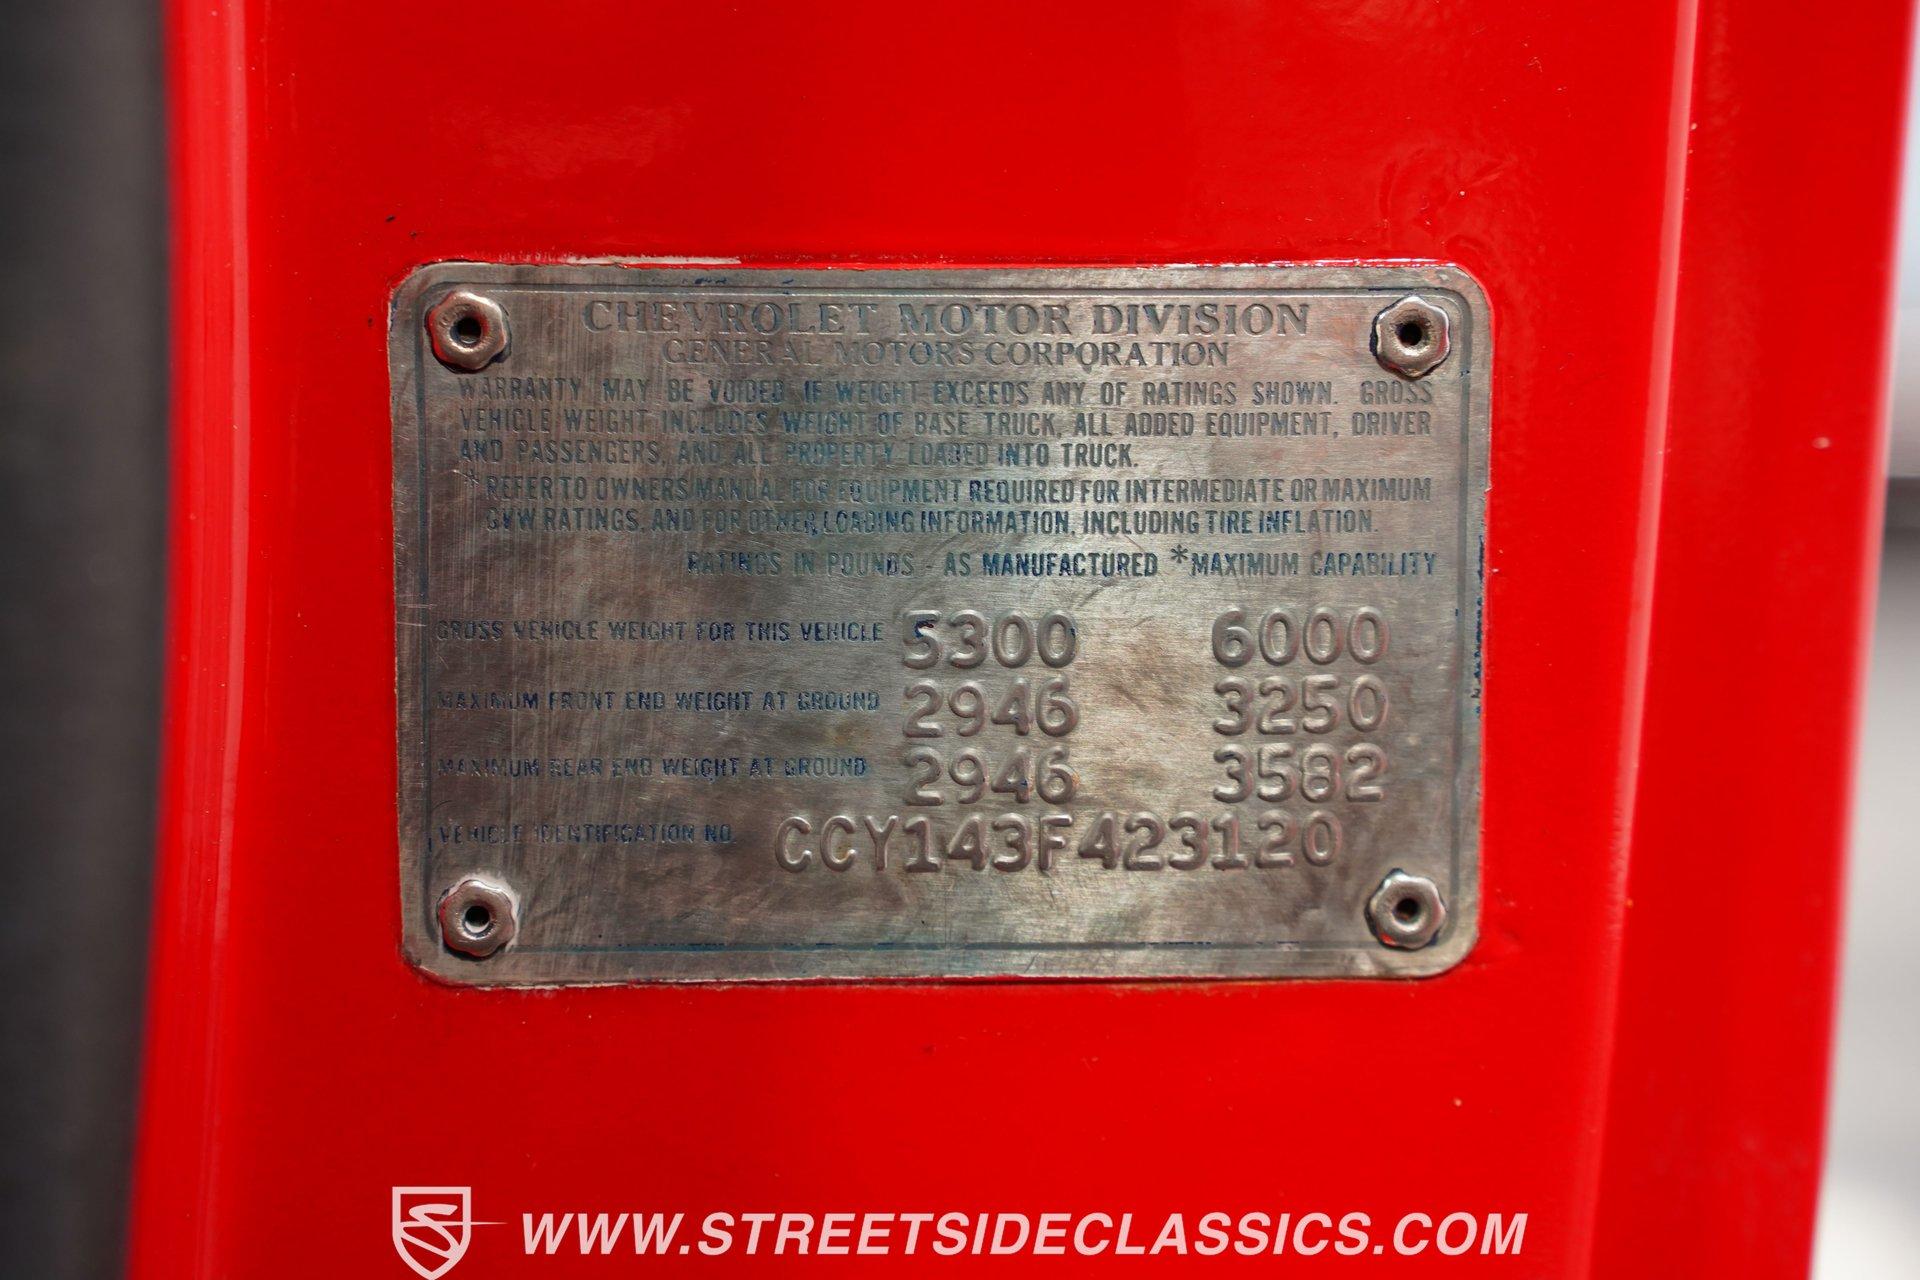 CHEVROLET MOTOR DIVISION
GENERAL MOTORS CORPORATION
WARRANTY MAY BE VOIDED IF WEIGHT EXCEEDS ANY OF RATINGS SHOWN. GROSS
VEHICLE WEIGHT INCLUDES WEIGHT OF BASE TRUCK, ALL ADDED EQUIPMENT, DRIVER
AND PASSENGERS, AND ALL PROPERTY LOADED INTO TRUCK.
* REFER TO OWNERS MANUAL FOR EQUIPMENT REQUIRED FOR INTERMEDIATE OR MAXIMUM
GVW RATINGS, AND FOR OTHER LOADING INFORMATION, INCLUDING TIRE INFLATION.
RATINGS IN POUNDS - AS MANUFACTURED *MAXIMUM CAPABILITY
GROSS VEHICLE WEIGHT FOR THIS VEHICLE 5300 6000
MAXIMUM FRONT END WEIGHT AT GROUND 2946 3250
MAXIMUM REAR END WEIGHT AT GROUND 2946 3582
VEHICLE IDENTIFICATION NO. CCY143F423120
WWW.STREETSIDECLASSICS.COM